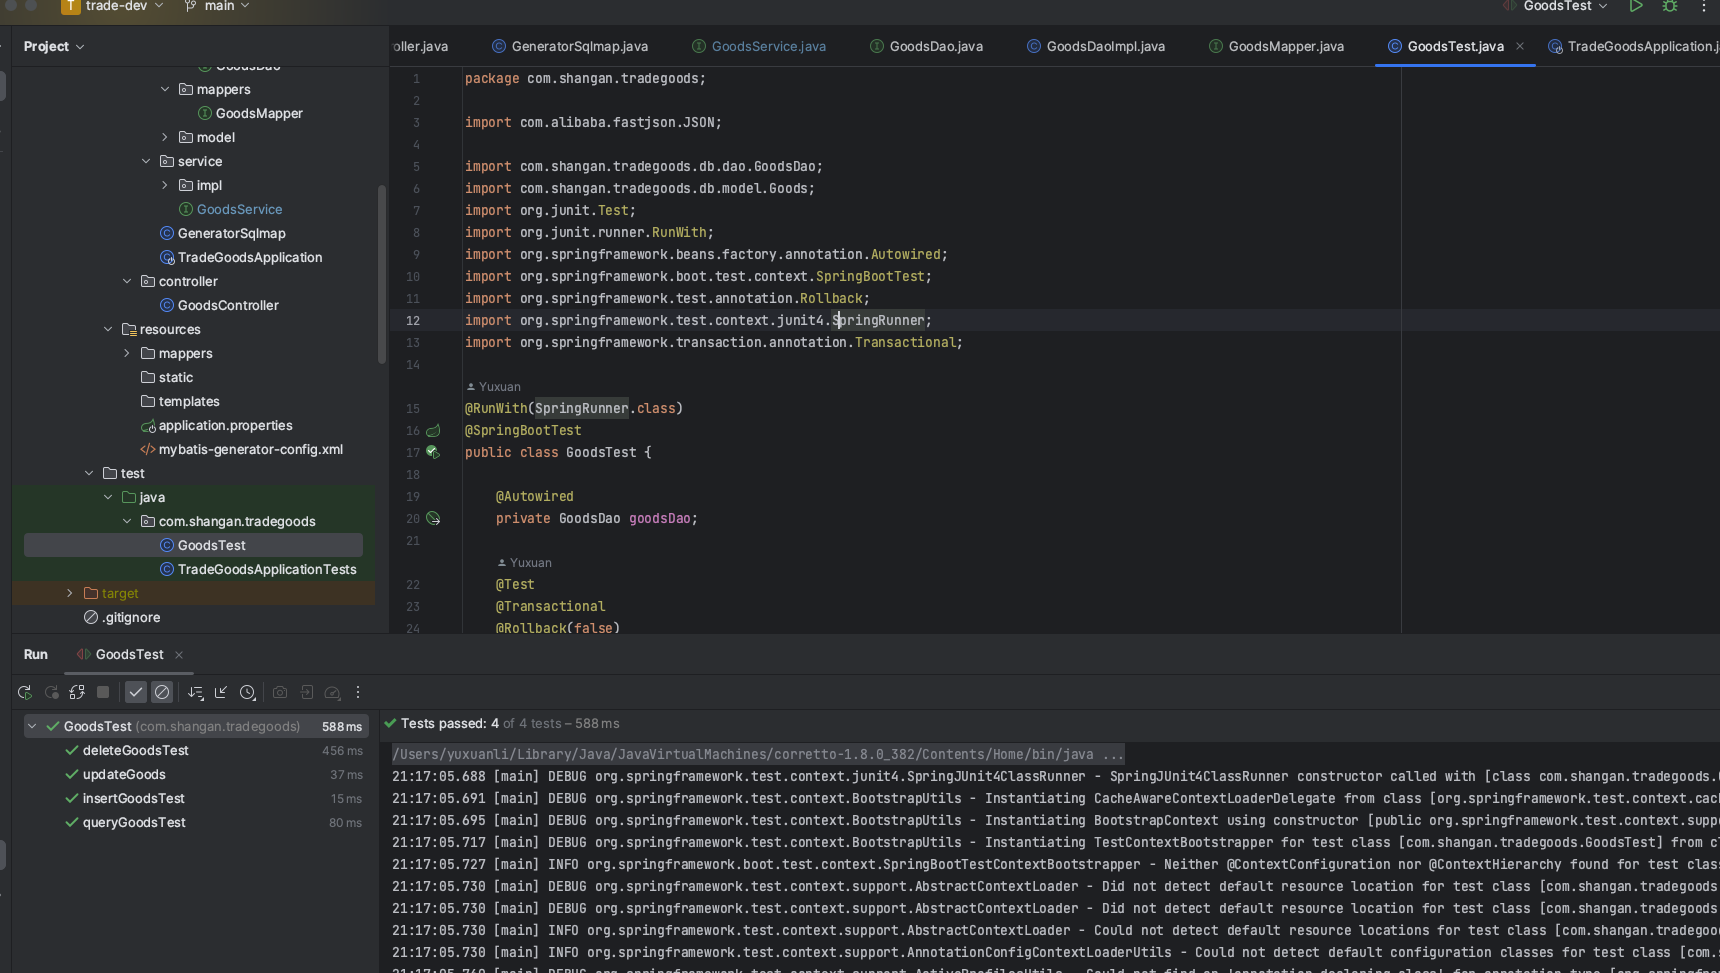 T trade-dev main GoodsTest
Project
GoodsDao
mappers
GoodsMapper
model
service
impl
GoodsService
GeneratorSqlmap
TradeGoodsApplication
controller
GoodsController
resources
mappers
static
templates
application.properties
mybatis-generator-config.xml
test
java
com.shangan.tradegoods
GoodsTest
TradeGoodsApplicationTests
target
.gitignore
oller.java GeneratorSqlmap.java GoodsService.java GoodsDao.java GoodsDaoImpl.java GoodsMapper.java GoodsTest.java TradeGoodsApplication.j
1 package com.shangan.tradegoods;
2
3 import com.alibaba.fastjson.JSON;
4
5 import com.shangan.tradegoods.db.dao.GoodsDao;
6 import com.shangan.tradegoods.db.model.Goods;
7 import org.junit.Test;
8 import org.junit.runner.RunWith;
9 import org.springframework.beans.factory.annotation.Autowired;
10 import org.springframework.boot.test.context.SpringBootTest;
11 import org.springframework.test.annotation.Rollback;
12 import org.springframework.test.context.junit4.SpringRunner;
13 import org.springframework.transaction.annotation.Transactional;
14
Yuxuan
15 @RunWith(SpringRunner.class)
16 @SpringBootTest
17 public class GoodsTest {
18
19 @Autowired
20 private GoodsDao goodsDao;
21
Yuxuan
22 @Test
23 @Transactional
24 @Rollback(false)
Run GoodsTest
GoodsTest (com.shangan.tradegoods) 588 ms
deleteGoodsTest 456 ms
updateGoods 37 ms
insertGoodsTest 15 ms
queryGoodsTest 80 ms
Tests passed: 4 of 4 tests – 588 ms
/Users/yuxuanli/Library/Java/JavaVirtualMachines/corretto-1.8.0_382/Contents/Home/bin/java ...
21:17:05.688 [main] DEBUG org.springframework.test.context.junit4.SpringJUnit4ClassRunner - SpringJUnit4ClassRunner constructor called with [class com.shangan.tradegoods.
21:17:05.691 [main] DEBUG org.springframework.test.context.BootstrapUtils - Instantiating CacheAwareContextLoaderDelegate from class [org.springframework.test.context.cac
21:17:05.695 [main] DEBUG org.springframework.test.context.BootstrapUtils - Instantiating BootstrapContext using constructor [public org.springframework.test.context.supp
21:17:05.717 [main] DEBUG org.springframework.test.context.BootstrapUtils - Instantiating TestContextBootstrapper for test class [com.shangan.tradegoods.GoodsTest] from cl
21:17:05.727 [main] INFO org.springframework.boot.test.context.SpringBootTestContextBootstrapper - Neither @ContextConfiguration nor @ContextHierarchy found for test clas
21:17:05.730 [main] DEBUG org.springframework.test.context.support.AbstractContextLoader - Did not detect default resource location for test class [com.shangan.tradegoods
21:17:05.730 [main] DEBUG org.springframework.test.context.support.AbstractContextLoader - Did not detect default resource location for test class [com.shangan.tradegoods
21:17:05.730 [main] INFO org.springframework.test.context.support.AbstractContextLoader - Could not detect default resource locations for test class [com.shangan.tradegoo
21:17:05.730 [main] INFO org.springframework.test.context.support.AnnotationConfigContextLoaderUtils - Could not detect default configuration classes for test class [com.s